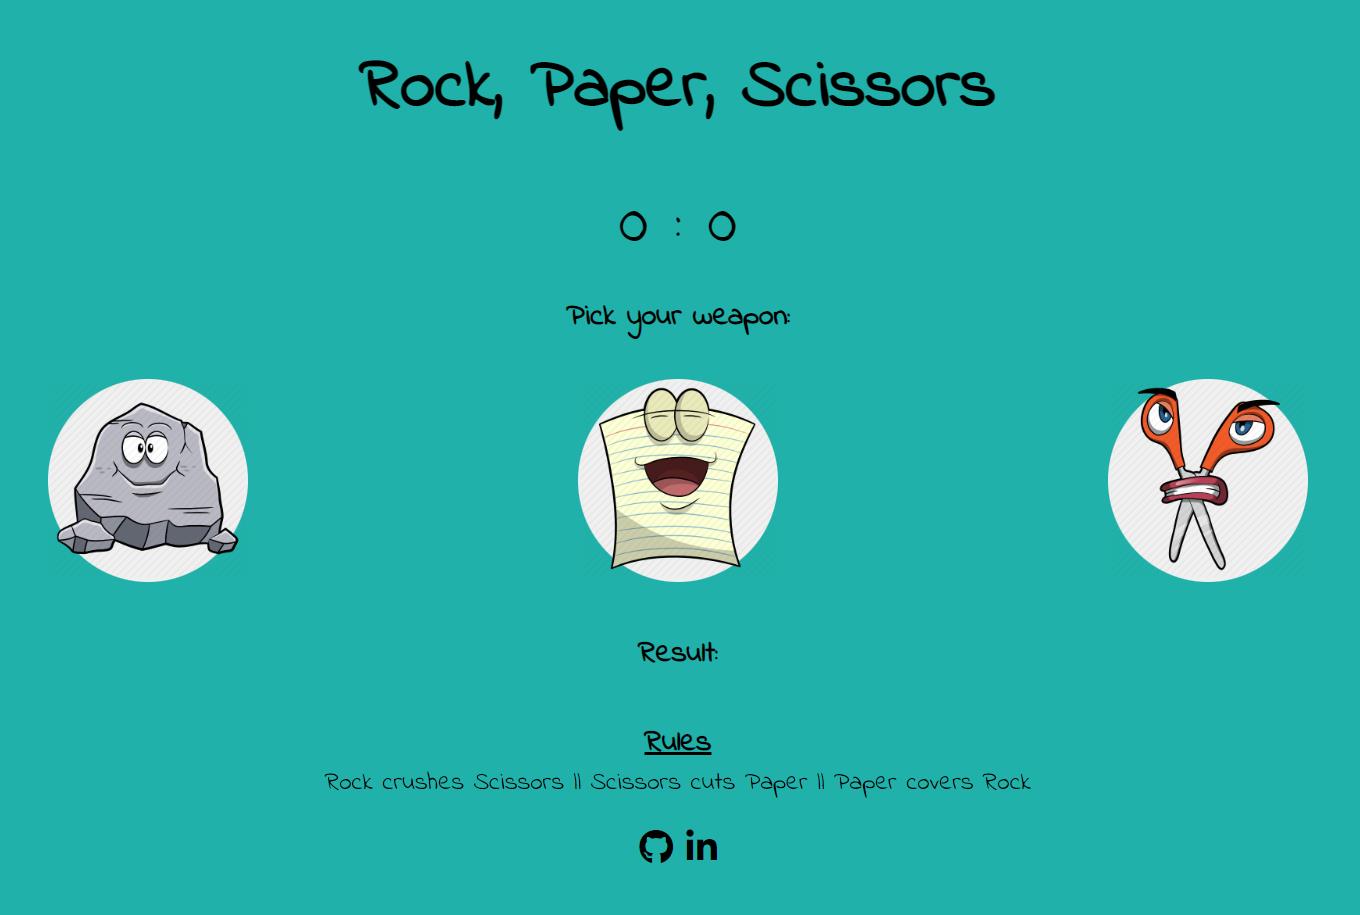 Rock, Paper, Scissors
0 : 0
Pick your weapon:
Result:
Rules
Rock crushes Scissors || Scissors cuts Paper || Paper covers Rock
in